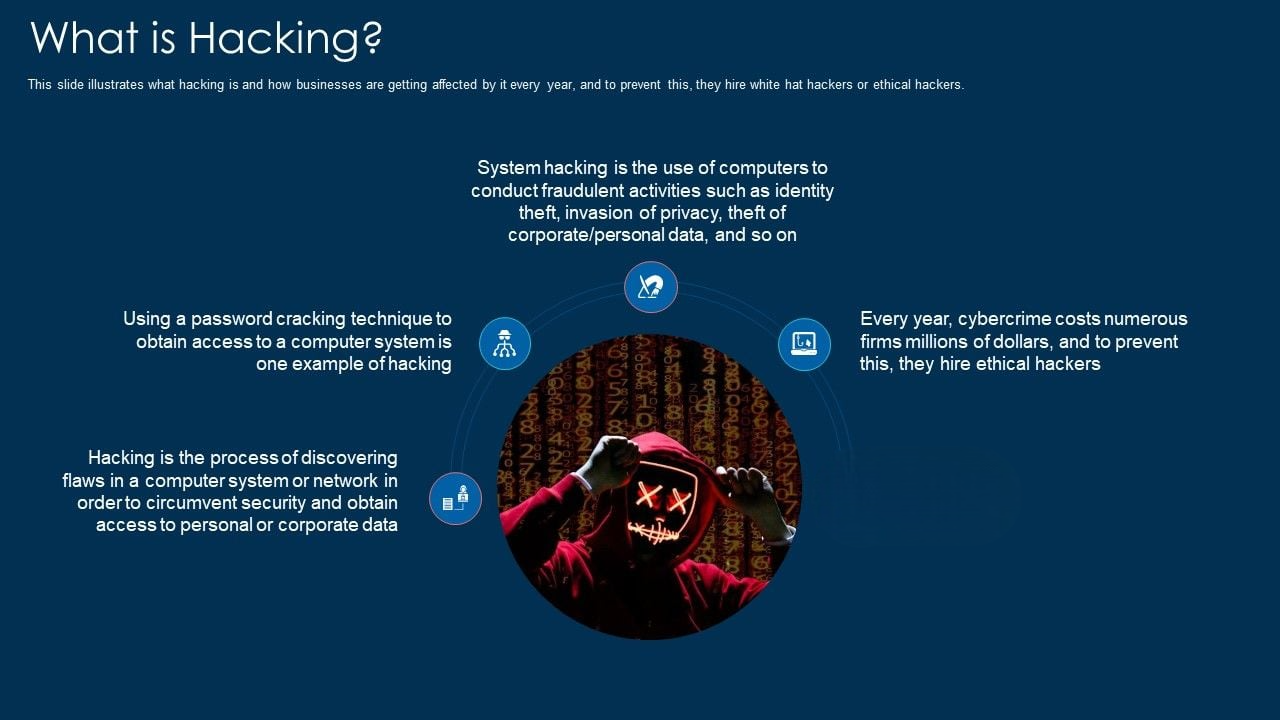 What is Hacking?
This slide illustrates what hacking is and how businesses are getting affected by it every year, and to prevent this, they hire white hat hackers or ethical hackers.
System hacking is the use of computers to
conduct fraudulent activities such as identity
theft, invasion of privacy, theft of
corporate/personal data, and so on
Using a password cracking technique to
obtain access to a computer system is
one example of hacking
Every year, cybercrime costs numerous
firms millions of dollars, and to prevent
this, they hire ethical hackers
Hacking is the process of discovering
flaws in a computer system or network in
order to circumvent security and obtain
access to personal or corporate data